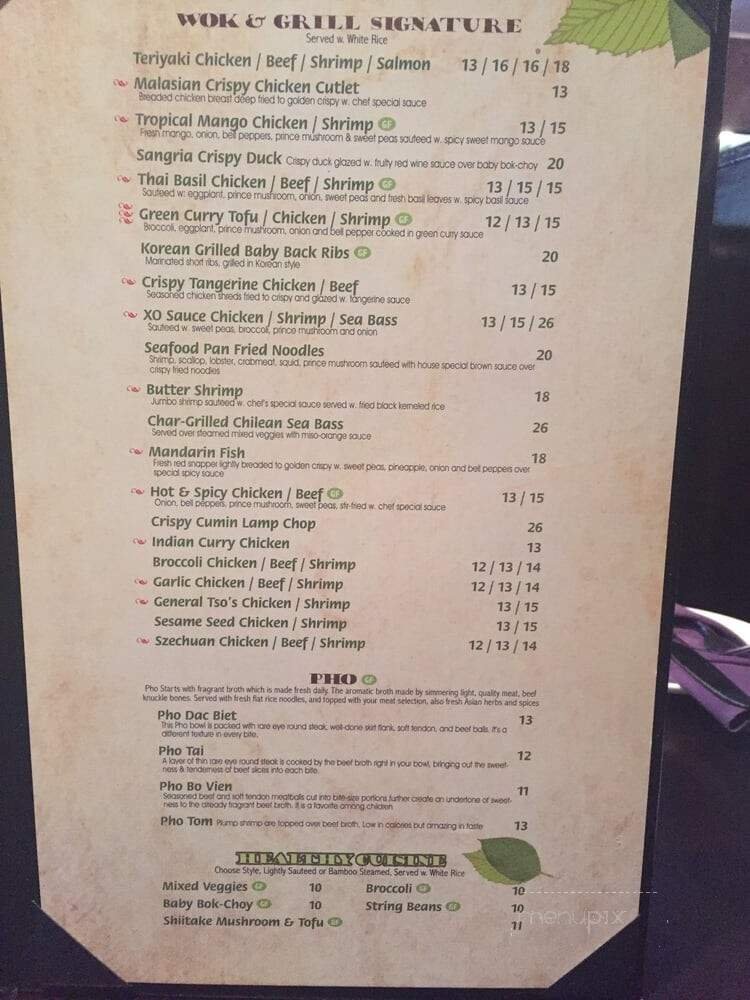 WOK & GRILL SIGNATURE
Served w. White Rice
Teriyaki Chicken / Beef / Shrimp / Salmon 13 / 16 / 16 / 18
Malasian Crispy Chicken Cutlet 13
Breaded chicken breast deep fried to golden crispy w. chef special sauce
Tropical Mango Chicken / Shrimp GF 13 / 15
Fresh mango, onion, bell peppers, prince mushroom & sweet peas sauteed w. spicy sweet mango sauce
Sangria Crispy Duck Crispy duck glazed w. fruity red wine sauce over baby bok-choy 20
Thai Basil Chicken / Beef / Shrimp GF 13 / 15 / 15
Sauteed w. eggplant, prince mushroom, onion, sweet peas and fresh basil leaves w. spicy basil sauce
Green Curry Tofu / Chicken / Shrimp GF 12 / 13 / 15
Broccoli, eggplant, prince mushroom, onion and bell pepper cooked in green curry sauce
Korean Grilled Baby Back Ribs GF 20
Marinated short ribs, grilled in Korean style
Crispy Tangerine Chicken / Beef 13 / 15
Seasoned chicken shreds fried to crispy and glazed w. tangerine sauce
XO Sauce Chicken / Shrimp / Sea Bass 13 / 15 / 26
Sauteed w. sweet peas, broccoli, prince mushroom and onion
Seafood Pan Fried Noodles 20
Shrimp, scallop, lobster, crabmeat, squid, prince mushroom sauteed with house special brown sauce over
crispy fried noodles
Butter Shrimp 18
Jumbo shrimp sauteed w. chef's special sauce served w. fried black kerneled rice
Char-Grilled Chilean Sea Bass 26
Served over steamed mixed veggies with miso-orange sauce
Mandarin Fish 18
Fresh red snapper lightly breaded to golden crispy w. sweet peas, pineapple, onion and bell peppers over
special spicy sauce
Hot & Spicy Chicken / Beef GF 13 / 15
Onion, bell peppers, prince mushroom, sweet peas, stir-fried w. chef special sauce
Crispy Cumin Lamp Chop 26
Indian Curry Chicken 13
Broccoli Chicken / Beef / Shrimp 12 / 13 / 14
Garlic Chicken / Beef / Shrimp 12 / 13 / 14
General Tso's Chicken / Shrimp 13 / 15
Sesame Seed Chicken / Shrimp 13 / 15
Szechuan Chicken / Beef / Shrimp 12 / 13 / 14
PHO GF
Pho Starts with fragrant broth which is made fresh daily. The aromatic broth made by simmering light, quality meat, beef
knuckle bones. Served with fresh flat rice noodles, and topped with your meat selection, also fresh Asian herbs and spices
Pho Dac Biet 13
This Pho bowl is packed with rare eye round steak, well-done skirt flank, soft tendon, and beef balls. It's a
different texture in every bite.
Pho Tai 12
A layer of thin rare eye round steak is cooked by the beef broth right in your bowl, bringing out the sweet-
ness & tenderness of beef slices into each bite.
Pho Bo Vien 11
Seasoned beef and soft tendon meatballs cut into bite-size portions further create an undertone of sweet-
ness to the already fragrant beef broth. It is a favorite among children
Pho Tom Plump shrimp are topped over beef broth. Low in calories but amazing in taste 13
HEALTHY CUISINE
Choose Style, Lightly Sauteed or Bamboo Steamed, Served w. White Rice
Mixed Veggies GF 10 Broccoli GF 10
Baby Bok-Choy GF 10 String Beans GF 10
Shiitake Mushroom & Tofu GF 11
menupix